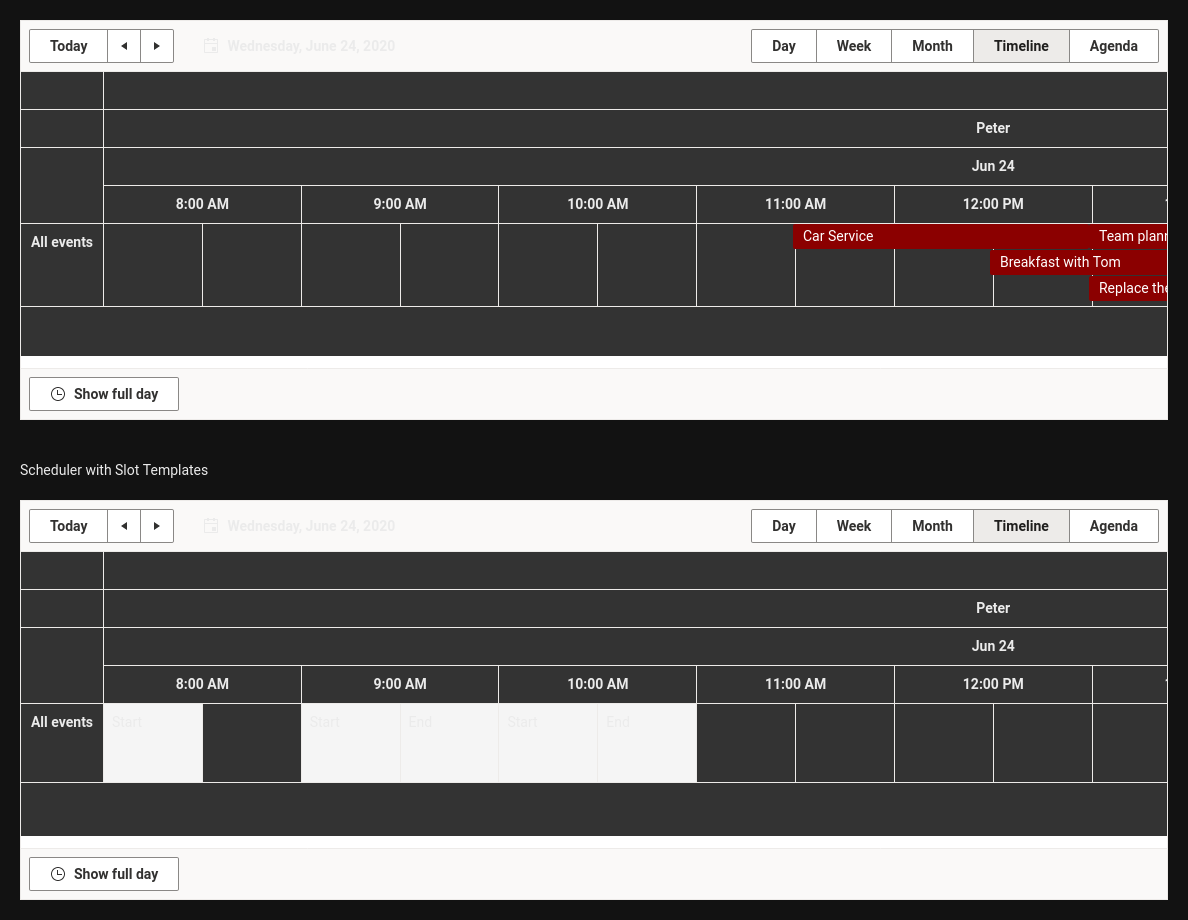 Today Wednesday, June 24, 2020 Day Week Month Timeline Agenda
Peter
Jun 24
8:00 AM 9:00 AM 10:00 AM 11:00 AM 12:00 PM
All events Car Service Team plann
Breakfast with Tom
Replace the
Show full day
Scheduler with Slot Templates
Today Wednesday, June 24, 2020 Day Week Month Timeline Agenda
Peter
Jun 24
8:00 AM 9:00 AM 10:00 AM 11:00 AM 12:00 PM
All events Start Start End Start End
Show full day